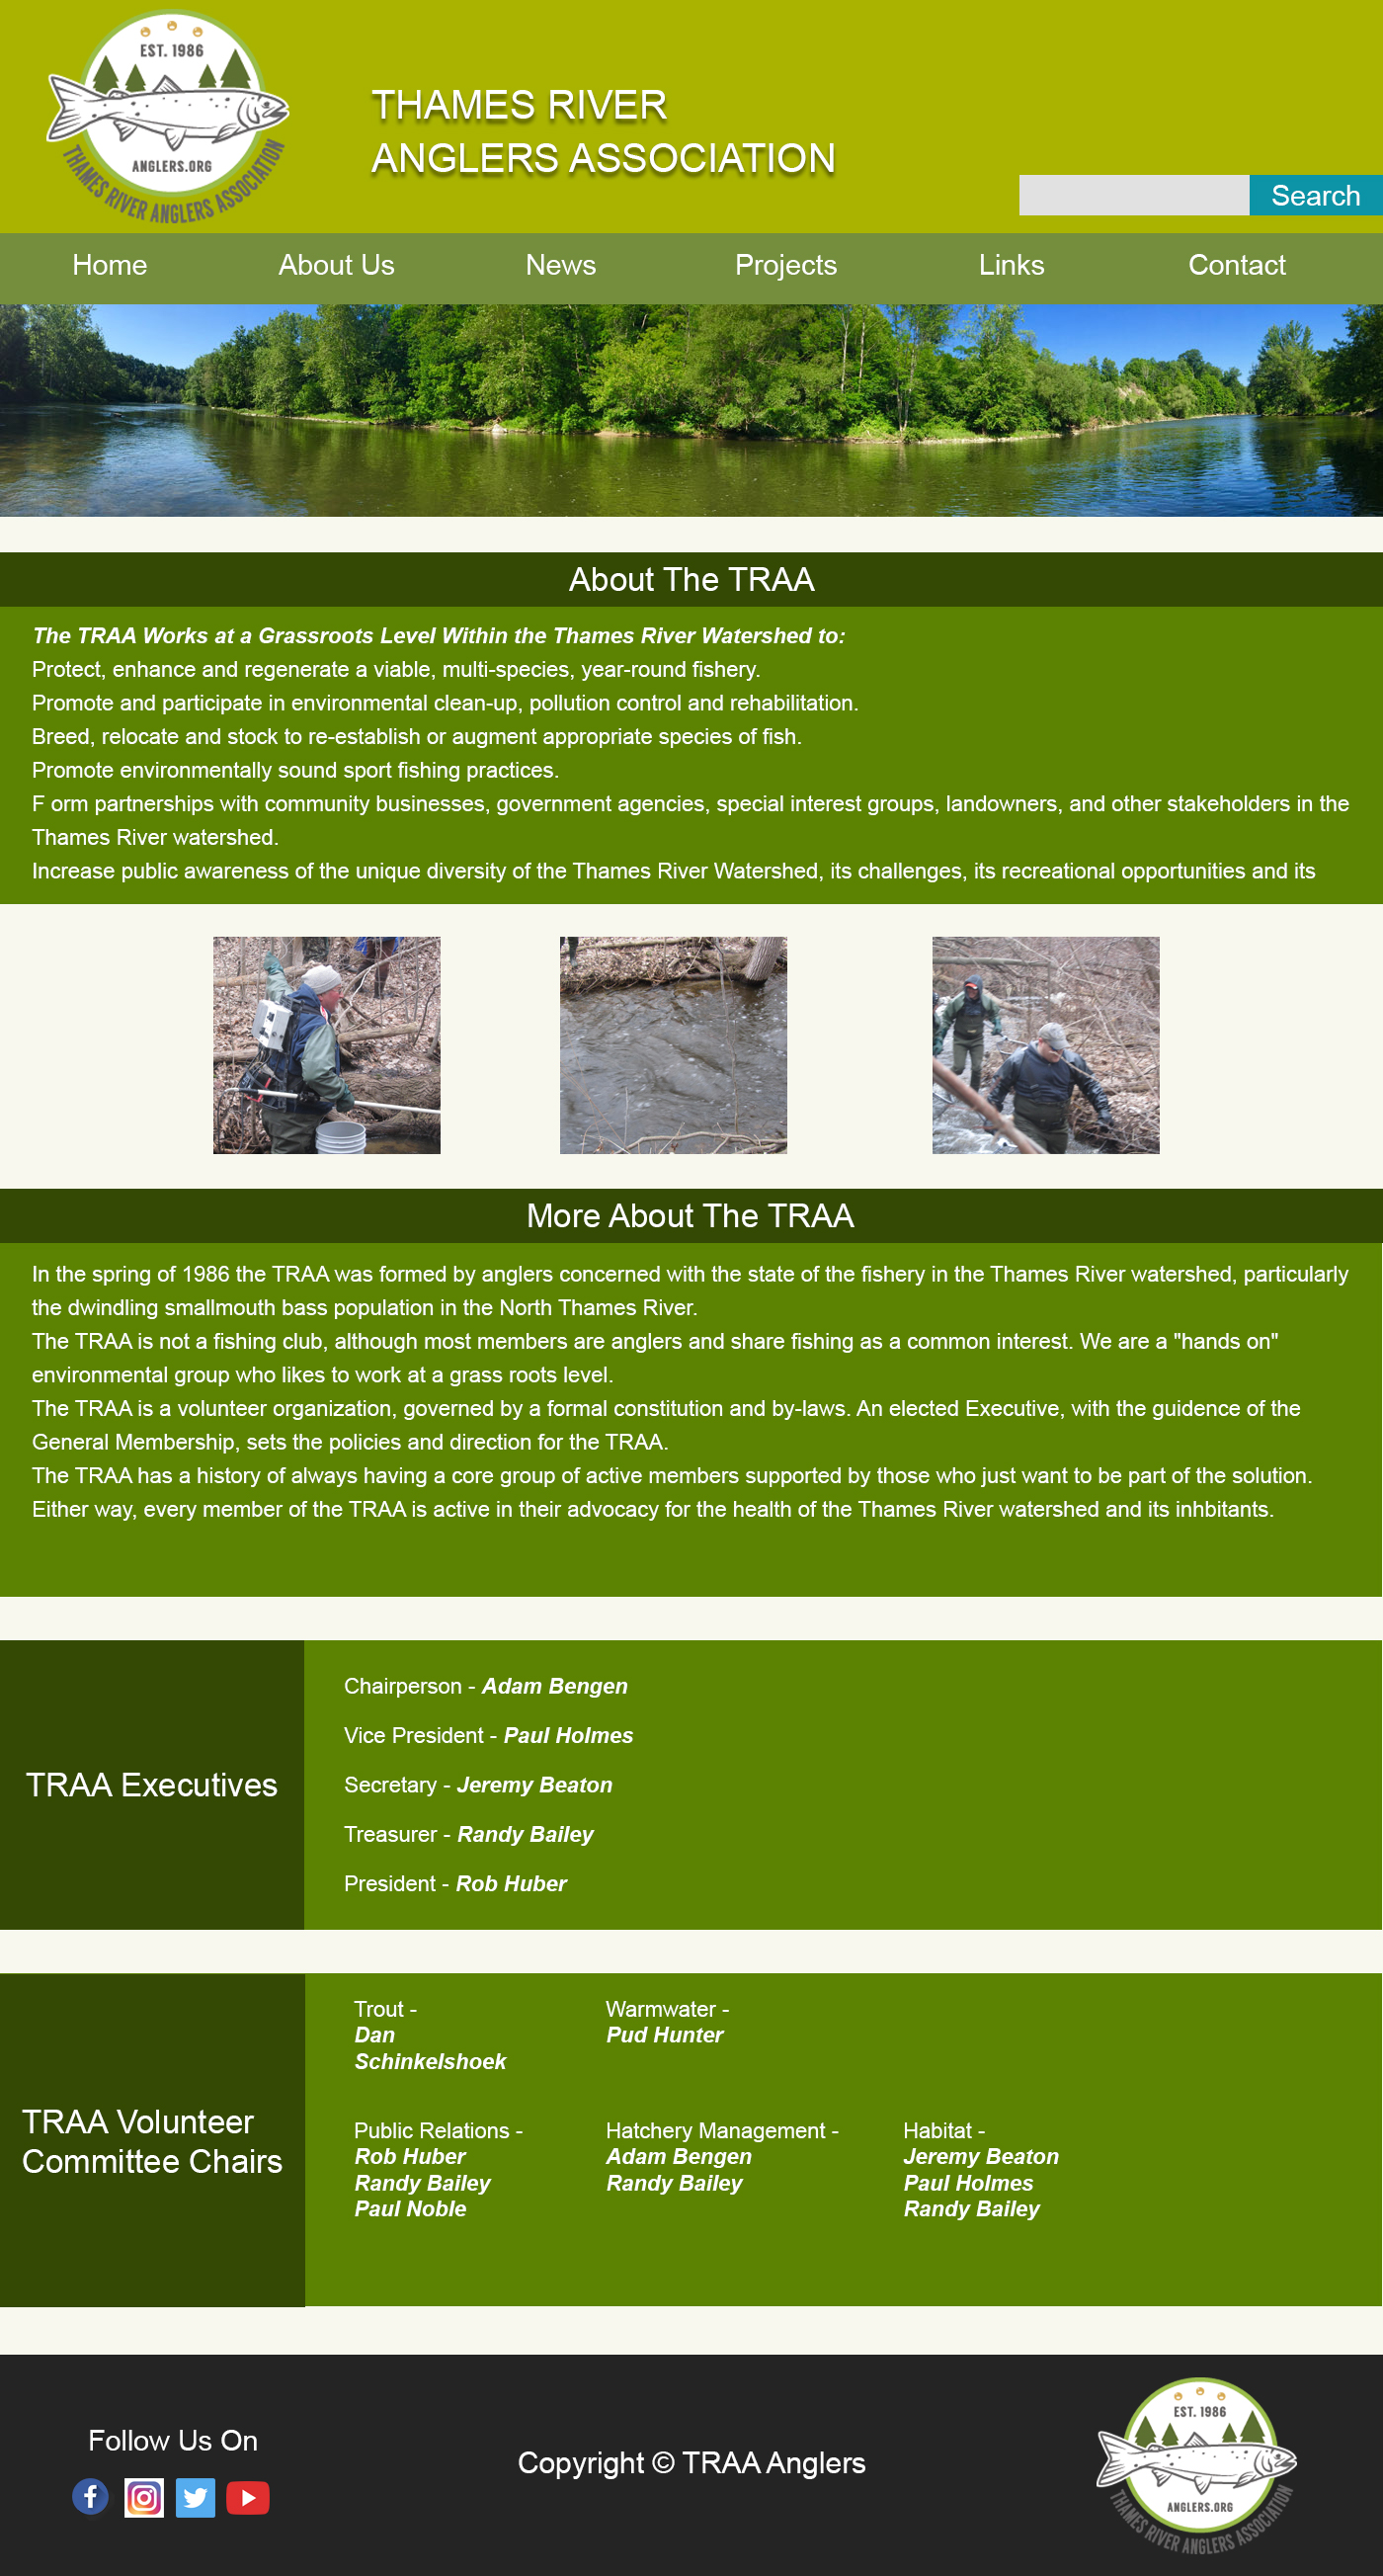 EST. 1986
ANGLERS.ORG
THAMES RIVER ANGLERS ASSOCIATION
THAMES RIVER
ANGLERS ASSOCIATION
Search
Home About Us News Projects Links Contact
About The TRAA
The TRAA Works at a Grassroots Level Within the Thames River Watershed to:
Protect, enhance and regenerate a viable, multi-species, year-round fishery.
Promote and participate in environmental clean-up, pollution control and rehabilitation.
Breed, relocate and stock to re-establish or augment appropriate species of fish.
Promote environmentally sound sport fishing practices.
F orm partnerships with community businesses, government agencies, special interest groups, landowners, and other stakeholders in the
Thames River watershed.
Increase public awareness of the unique diversity of the Thames River Watershed, its challenges, its recreational opportunities and its
More About The TRAA
In the spring of 1986 the TRAA was formed by anglers concerned with the state of the fishery in the Thames River watershed, particularly
the dwindling smallmouth bass population in the North Thames River.
The TRAA is not a fishing club, although most members are anglers and share fishing as a common interest. We are a "hands on"
environmental group who likes to work at a grass roots level.
The TRAA is a volunteer organization, governed by a formal constitution and by-laws. An elected Executive, with the guidence of the
General Membership, sets the policies and direction for the TRAA.
The TRAA has a history of always having a core group of active members supported by those who just want to be part of the solution.
Either way, every member of the TRAA is active in their advocacy for the health of the Thames River watershed and its inhbitants.
TRAA Executives
Chairperson - Adam Bengen
Vice President - Paul Holmes
Secretary - Jeremy Beaton
Treasurer - Randy Bailey
President - Rob Huber
TRAA Volunteer
Committee Chairs
Trout -
Dan
Schinkelshoek
Warmwater -
Pud Hunter
Public Relations -
Rob Huber
Randy Bailey
Paul Noble
Hatchery Management -
Adam Bengen
Randy Bailey
Habitat -
Jeremy Beaton
Paul Holmes
Randy Bailey
Follow Us On
Copyright © TRAA Anglers
EST. 1986
ANGLERS.ORG
THAMES RIVER ANGLERS ASSOCIATION